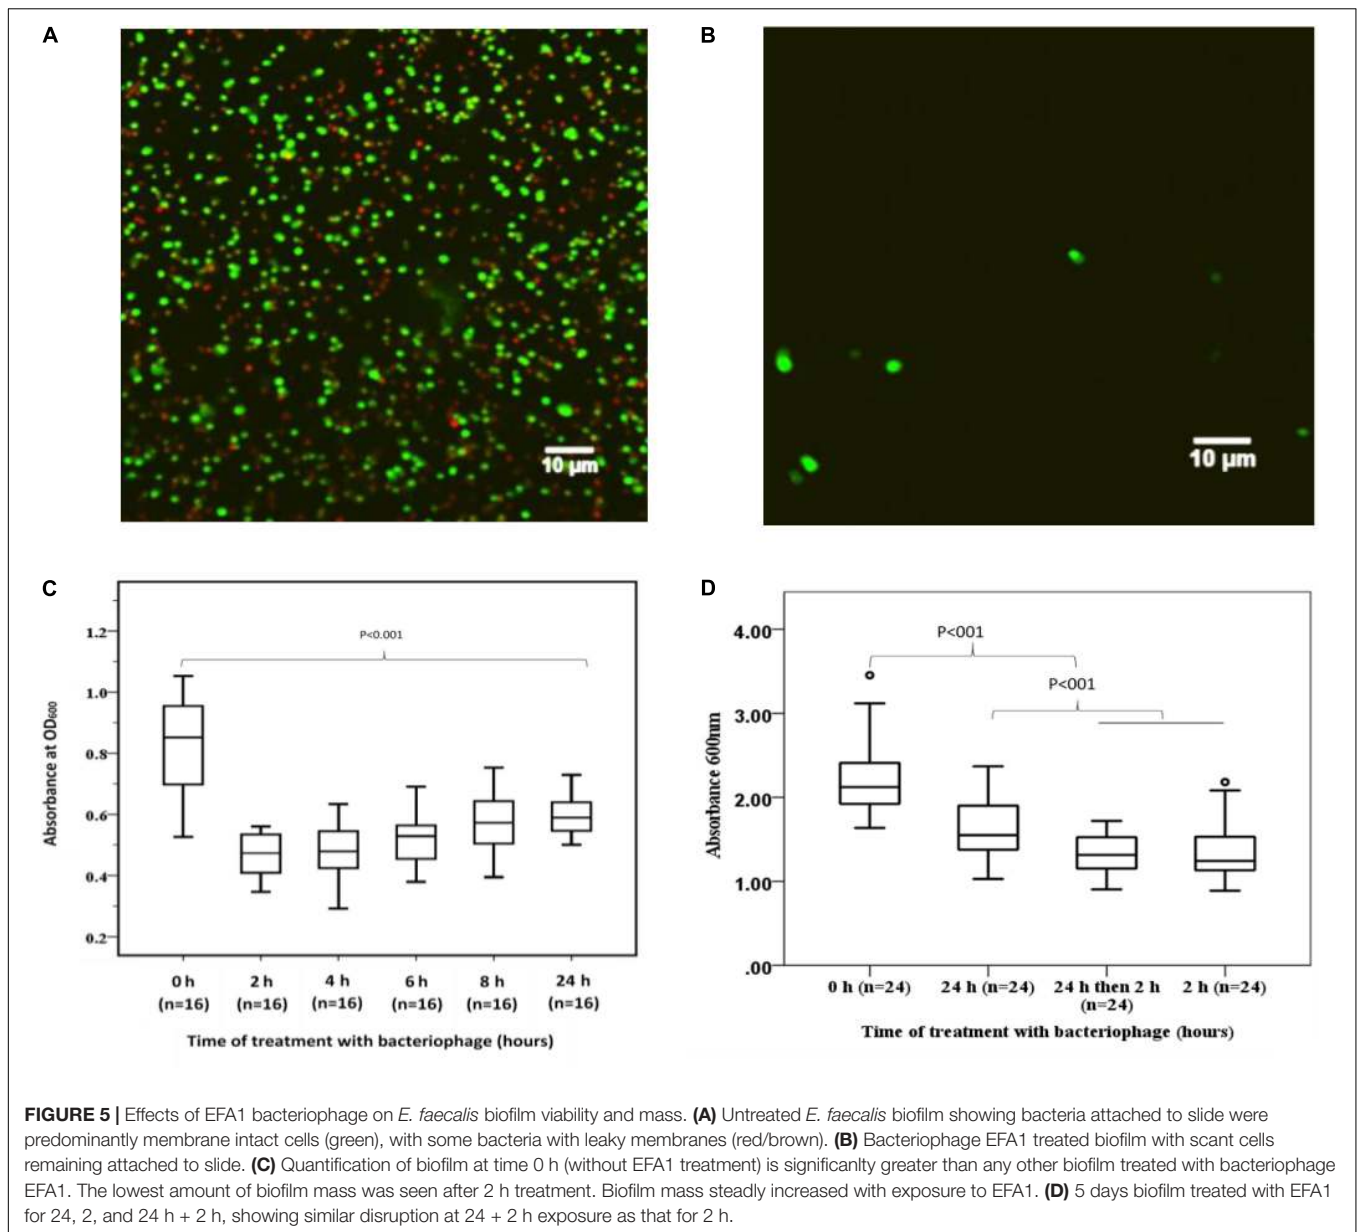 A
B
10 µm
10 µm
C
P<0.001
1.2
1.0
0.8
0.6
0.4
0.2
Absorbance at OD600
0 h 2 h 4 h 6 h 8 h 24 h
(n=16) (n=16) (n=16) (n=16) (n=16) (n=16)
Time of treatment with bacteriophage (hours)
D
P<001
P<001
4.00
3.00
2.00
1.00
.00
Absorbance 600nm
0 h (n=24) 24 h (n=24) 24 h then 2 h 2 h (n=24)
(n=24)
Time of treatment with bacteriophage (hours)
FIGURE 5 | Effects of EFA1 bacteriophage on E. faecalis biofilm viability and mass. (A) Untreated E. faecalis biofilm showing bacteria attached to slide were
predominantly membrane intact cells (green), with some bacteria with leaky membranes (red/brown). (B) Bacteriophage EFA1 treated biofilm with scant cells
remaining attached to slide. (C) Quantification of biofilm at time 0 h (without EFA1 treatment) is significanlty greater than any other biofilm treated with bacteriophage
EFA1. The lowest amount of biofilm mass was seen after 2 h treatment. Biofilm mass steadily increased with exposure to EFA1. (D) 5 days biofilm treated with EFA1
for 24, 2, and 24 h + 2 h, showing similar disruption at 24 + 2 h exposure as that for 2 h.